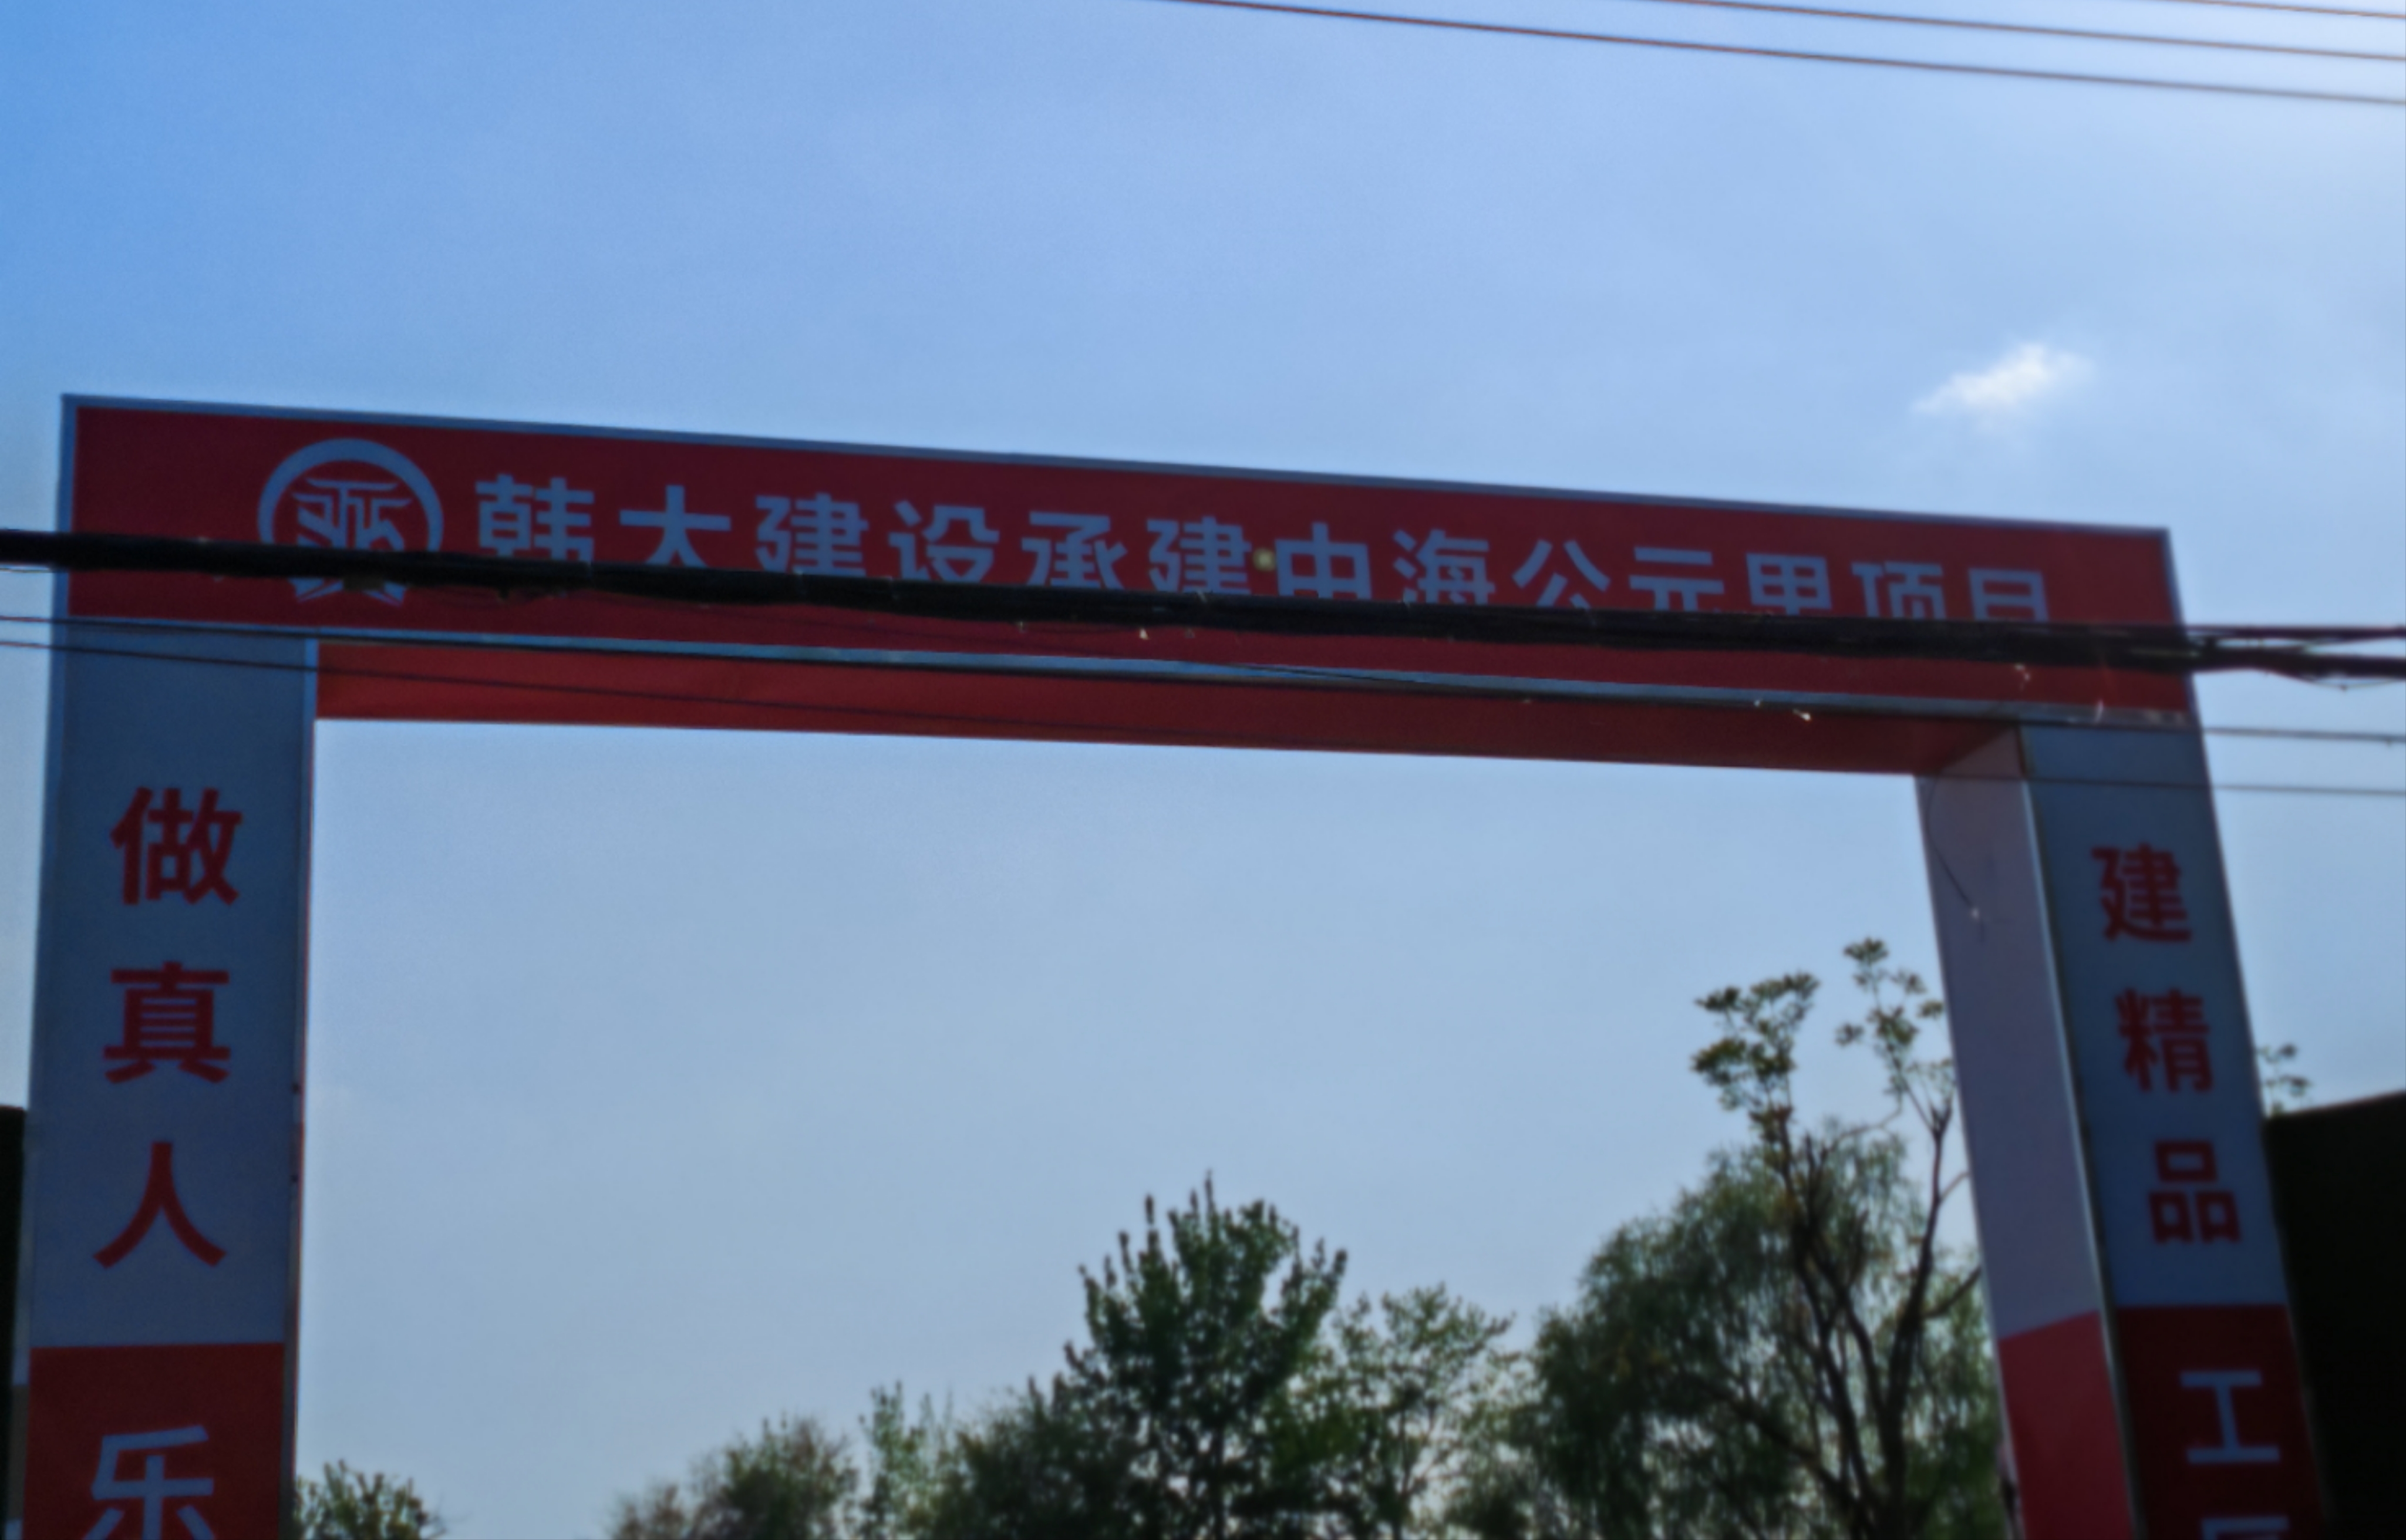 韩大建设承建中海公元里项目
做真人
乐
建精品
工